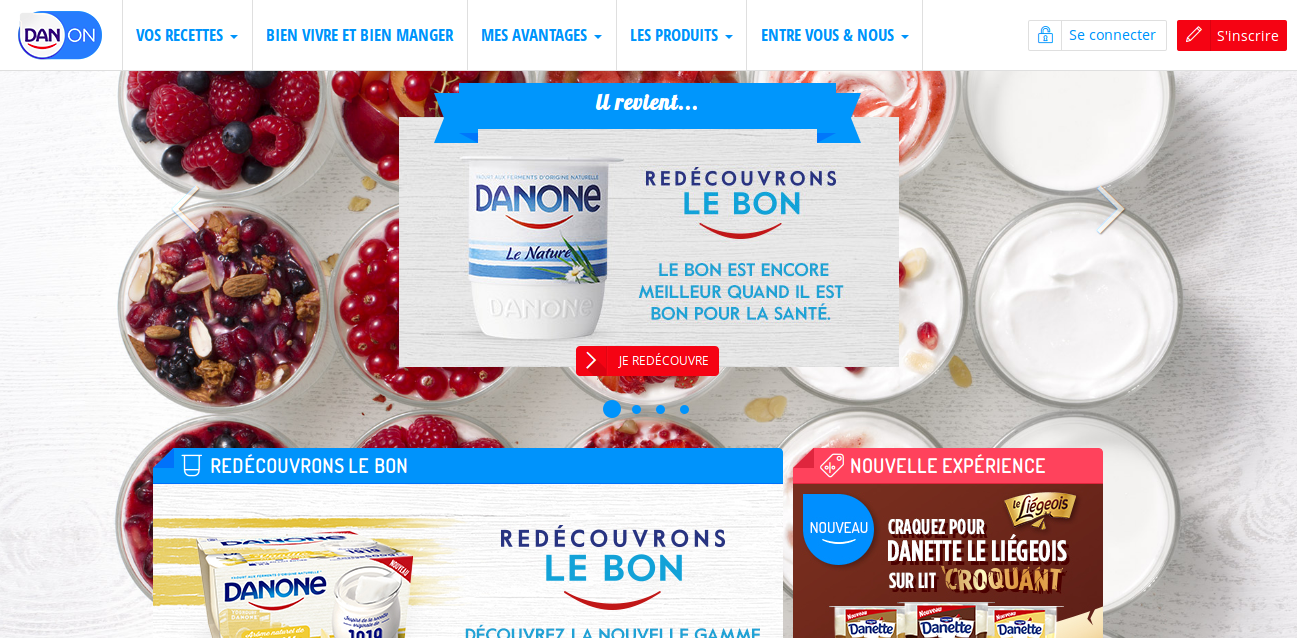 DAN ON
VOS RECETTES
BIEN VIVRE ET BIEN MANGER
MES AVANTAGES
LES PRODUITS
ENTRE VOUS & NOUS
Se connecter
S'inscrire
Il revient...
YAOURT AUX FERMENTS D'ORIGINE NATURELLE
DANONE
Le Nature
DANONE
REDÉCOUVRONS
LE BON
LE BON EST ENCORE
MEILLEUR QUAND IL EST
BON POUR LA SANTÉ.
JE REDÉCOUVRE
REDÉCOUVRONS LE BON
DANONE
NOUVEAU
1919
REDÉCOUVRONS
LE BON
DÉCOUVREZ LA NOUVELLE GAMME
NOUVELLE EXPÉRIENCE
NOUVEAU
le Liégeois
CRAQUEZ POUR
DANETTE LE LIÉGEOIS
SUR LIT CROQUANT
Nouveau
Danette
Nouveau
Danette
Nouveau
Danette